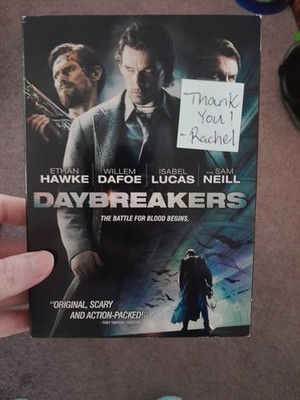 Thank
You!
-Rachel
ETHAN HAWKE
WILLEM DAFOE
ISABEL LUCAS
AND SAM NEILL
DAYBREAKERS
THE BATTLE FOR BLOOD BEGINS.
"ORIGINAL, SCARY
AND ACTION-PACKED!"